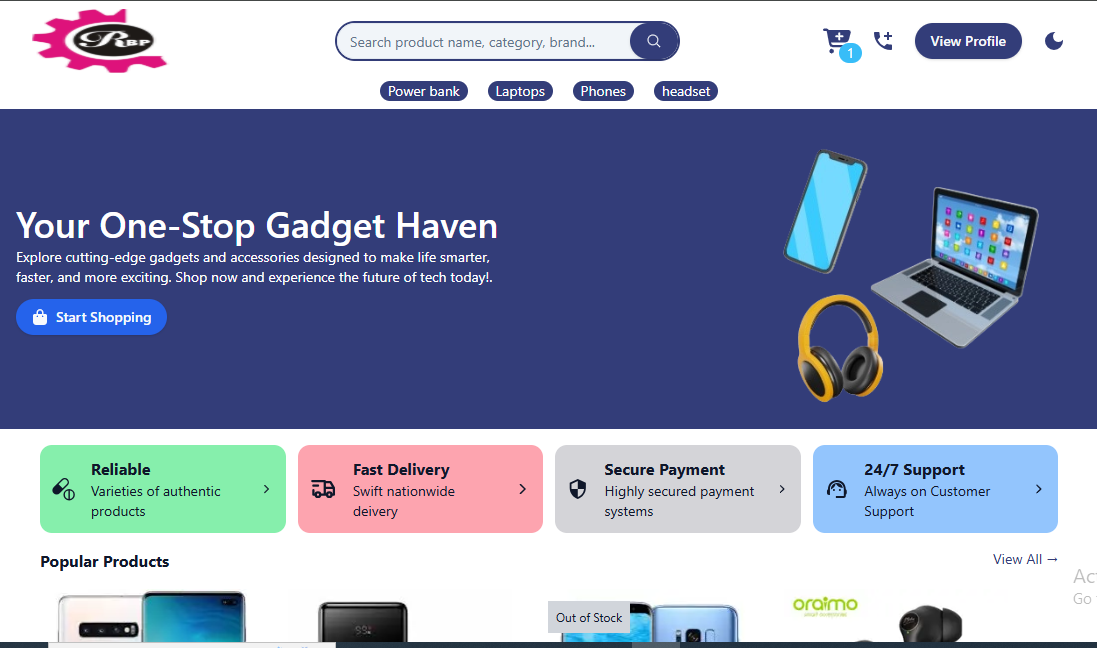 RBP
Search product name, category, brand...
1
View Profile
Power bank
Laptops
Phones
headset
Your One-Stop Gadget Haven
Explore cutting-edge gadgets and accessories designed to make life smarter,
faster, and more exciting. Shop now and experience the future of tech today!.
Start Shopping
Reliable
Varieties of authentic
products
Fast Delivery
Swift nationwide
deivery
Secure Payment
Highly secured payment
systems
24/7 Support
Always on Customer
Support
Popular Products
View All →
Out of Stock
oraimo
Go